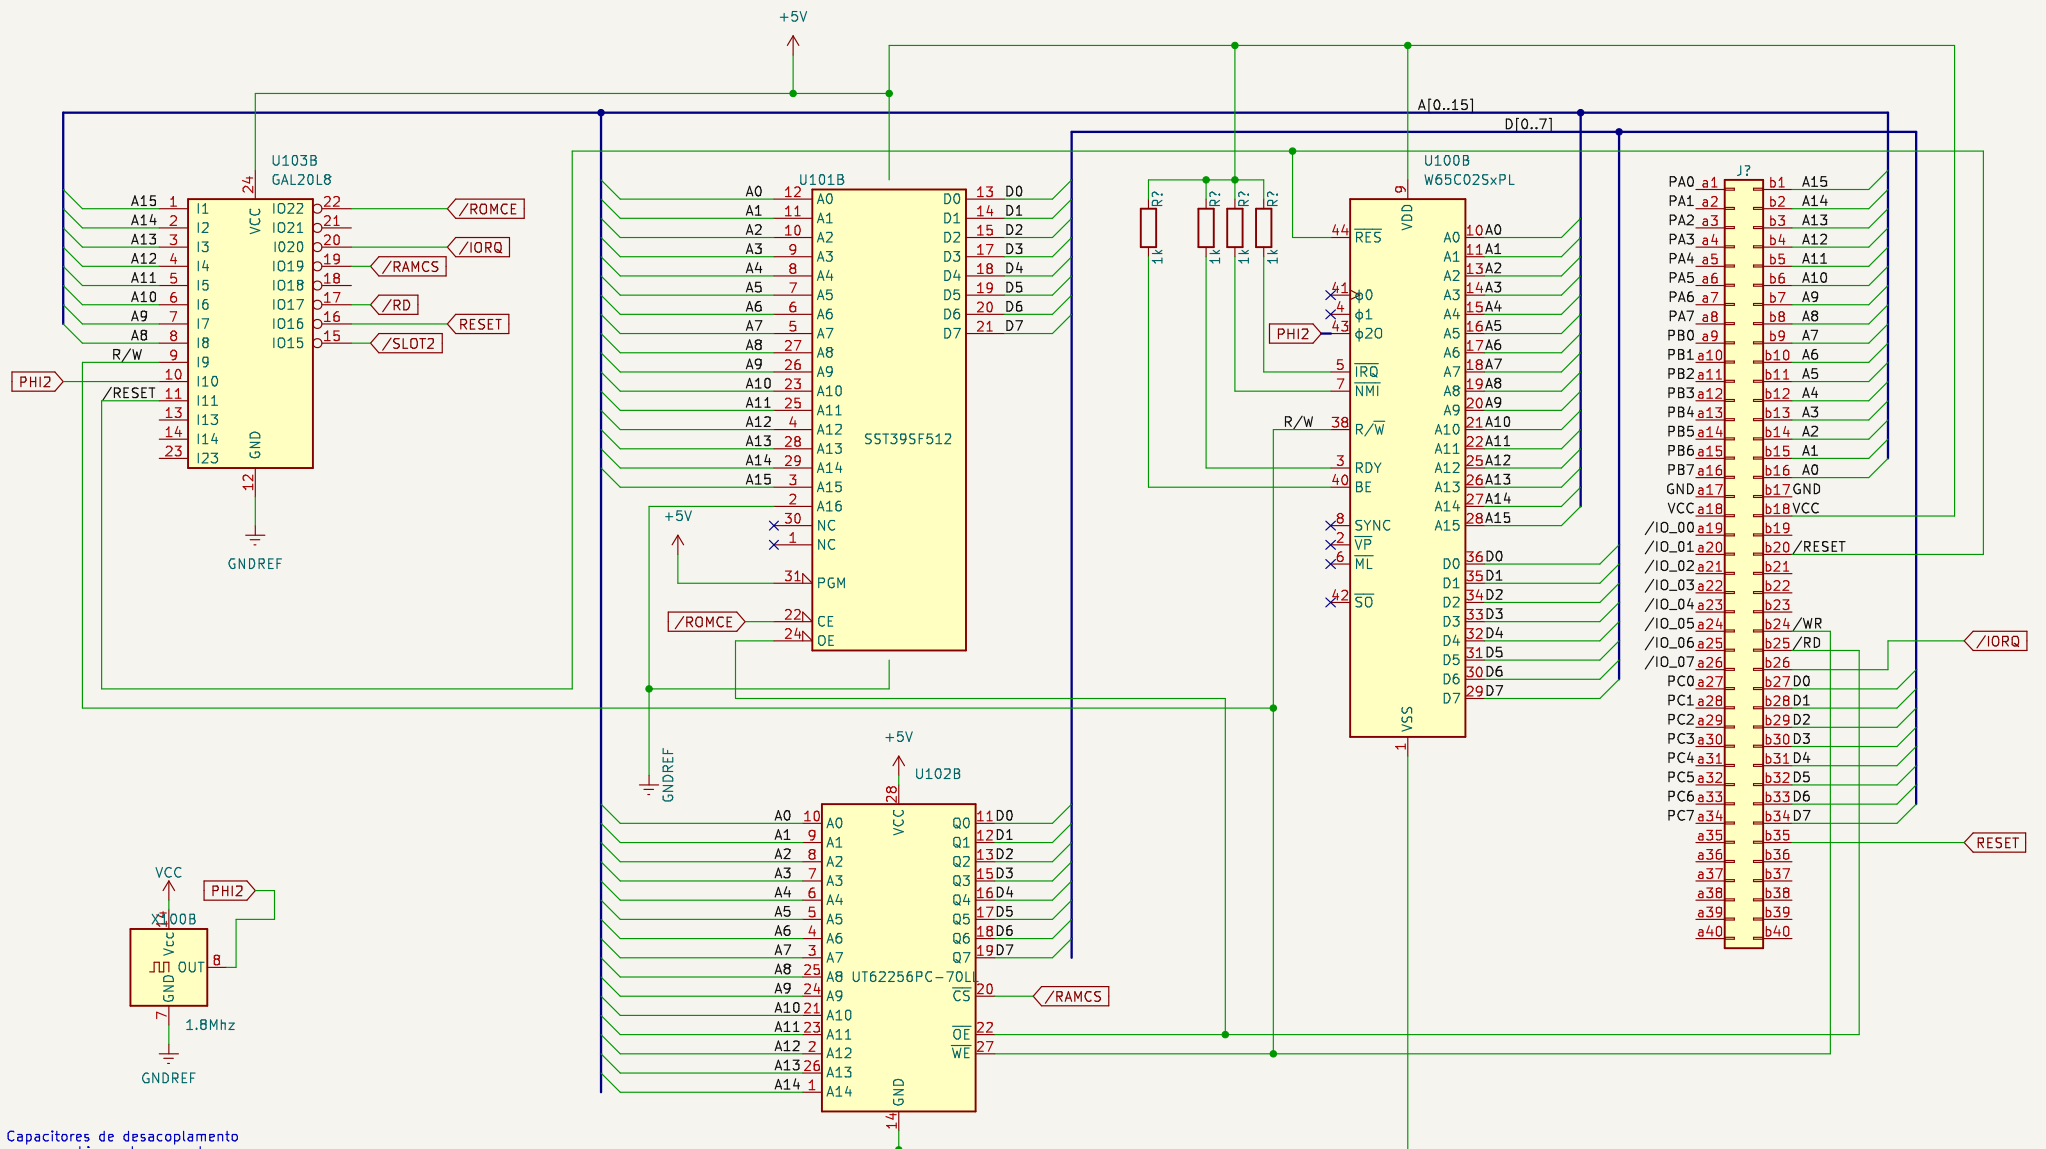 +5V
A[0..15]
D[0..7]
U103B
GAL20L8
VCC
24
A15 1 I1
A14 2 I2
A13 3 I3
A12 4 I4
A11 5 I5
A10 6 I6
A9 7 I7
A8 8 I8
R/W 9 I9
PHI2 10 I10
/RESET 11 I11
13 I13
14 I14
23 I23
IO22 22 /ROMCE
IO21 21
IO20 20 /IORQ
IO19 19 /RAMCS
IO18 18
IO17 17 /RD
IO16 16 RESET
IO15 15 /SLOT2
GND
12
GNDREF
U101B
A0 12 A0
A1 11 A1
A2 10 A2
A3 9 A3
A4 8 A4
A5 7 A5
A6 6 A6
A7 5 A7
A8 27 A8
A9 26 A9
A10 23 A10
A11 25 A11
A12 4 A12
A13 28 A13
A14 29 A14
A15 3 A15
2 A16
30 NC
1 NC
+5V
31 PGM
/ROMCE 22 CE
24 OE
SST39SF512
D0 13 D0
D1 14 D1
D2 15 D2
D3 17 D3
D4 18 D4
D5 19 D5
D6 20 D6
D7 21 D7
GNDREF
R? R? R? R?
1k 1k 1k 1k
U100B
W65C02SxPL
9
VDD
44 RES
41 ϕ0
4 ϕ1
PHI2 43 ϕ2O
5 IRQ
7 NMI
R/W 38 R/W
3 RDY
40 BE
8 SYNC
2 VP
6 ML
42 SO
A0 10 A0
A1 11 A1
A2 13 A2
A3 14 A3
A4 15 A4
A5 16 A5
A6 17 A6
A7 18 A7
A8 19 A8
A9 20 A9
A10 21 A10
A11 22 A11
A12 25 A12
A13 26 A13
A14 27 A14
A15 28 A15
D0 36 D0
D1 35 D1
D2 34 D2
D3 33 D3
D4 32 D4
D5 31 D5
D6 30 D6
D7 29 D7
VSS
1
J?
PA0 a1 b1 A15
PA1 a2 b2 A14
PA2 a3 b3 A13
PA3 a4 b4 A12
PA4 a5 b5 A11
PA5 a6 b6 A10
PA6 a7 b7 A9
PA7 a8 b8 A8
PB0 a9 b9 A7
PB1 a10 b10 A6
PB2 a11 b11 A5
PB3 a12 b12 A4
PB4 a13 b13 A3
PB5 a14 b14 A2
PB6 a15 b15 A1
PB7 a16 b16 A0
GND a17 b17 GND
VCC a18 b18 VCC
/IO_00 a19 b19
/IO_01 a20 b20 /RESET
/IO_02 a21 b21
/IO_03 a22 b22
/IO_04 a23 b23
/IO_05 a24 b24 /WR
/IO_06 a25 b25 /RD /IORQ
/IO_07 a26 b26
PC0 a27 b27 D0
PC1 a28 b28 D1
PC2 a29 b29 D2
PC3 a30 b30 D3
PC4 a31 b31 D4
PC5 a32 b32 D5
PC6 a33 b33 D6
PC7 a34 b34 D7
a35 b35 RESET
a36 b36
a37 b37
a38 b38
a39 b39
a40 b40
+5V
U102B
28
VCC
A0 10 A0
A1 9 A1
A2 8 A2
A3 7 A3
A4 6 A4
A5 5 A5
A6 4 A6
A7 3 A7
A8 25 A8
A9 24 A9
A10 21 A10
A11 23 A11
A12 2 A12
A13 26 A13
A14 1 A14
UT62256PC-70LL
Q0 11 D0
Q1 12 D1
Q2 13 D2
Q3 15 D3
Q4 16 D4
Q5 17 D5
Q6 18 D6
Q7 19 D7
CS 20 /RAMCS
OE 22
WE 27
GND
14
VCC
PHI2
14
X100B
Vcc
OUT 8
GND
7
1.8Mhz
GNDREF
Capacitores de desacoplamento